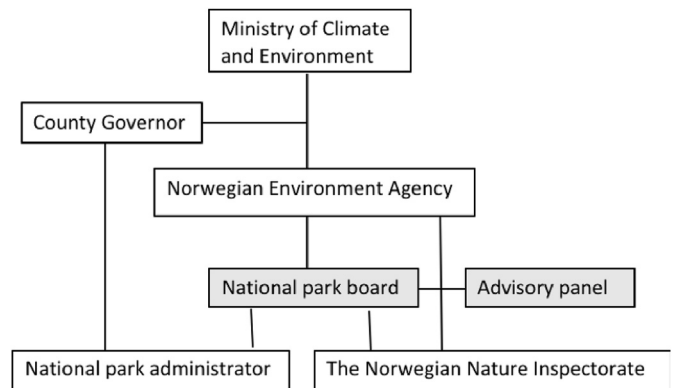 Ministry of Climate
and Environment
County Governor
Norwegian Environment Agency
National park board
Advisory panel
National park administrator
The Norwegian Nature Inspectorate